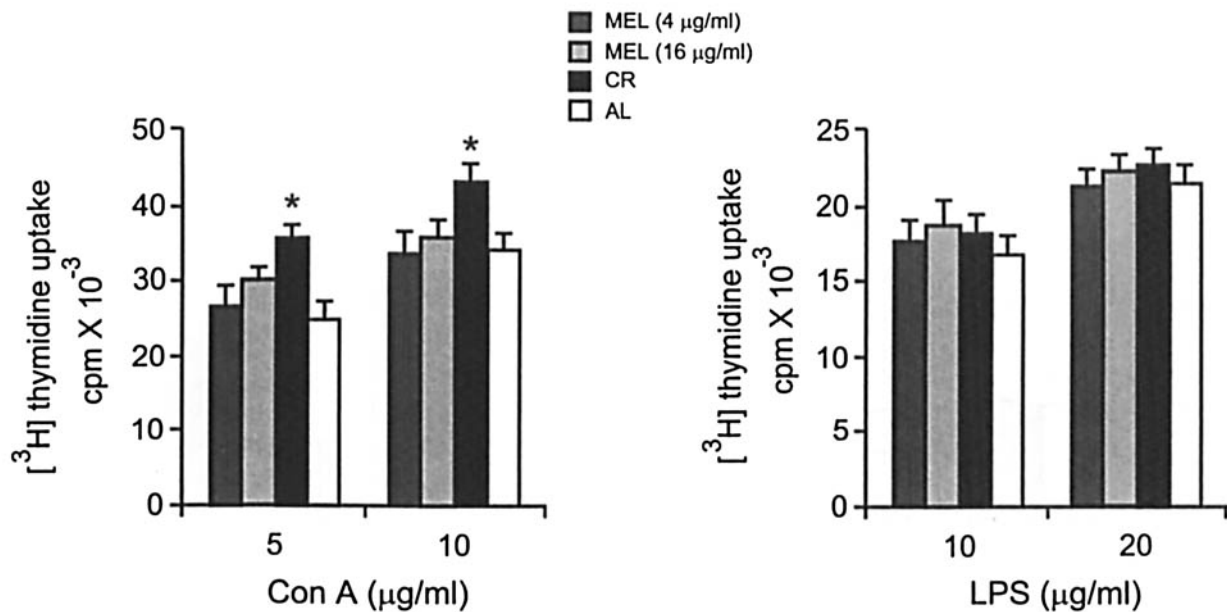 MEL (4 μg/ml)
MEL (16 μg/ml)
CR
AL
[³H] thymidine uptake
cpm X 10⁻³
50
40
30
20
10
0
*
*
5
10
Con A (μg/ml)
[³H] thymidine uptake
cpm X 10⁻³
25
20
15
10
5
0
10
20
LPS (μg/ml)